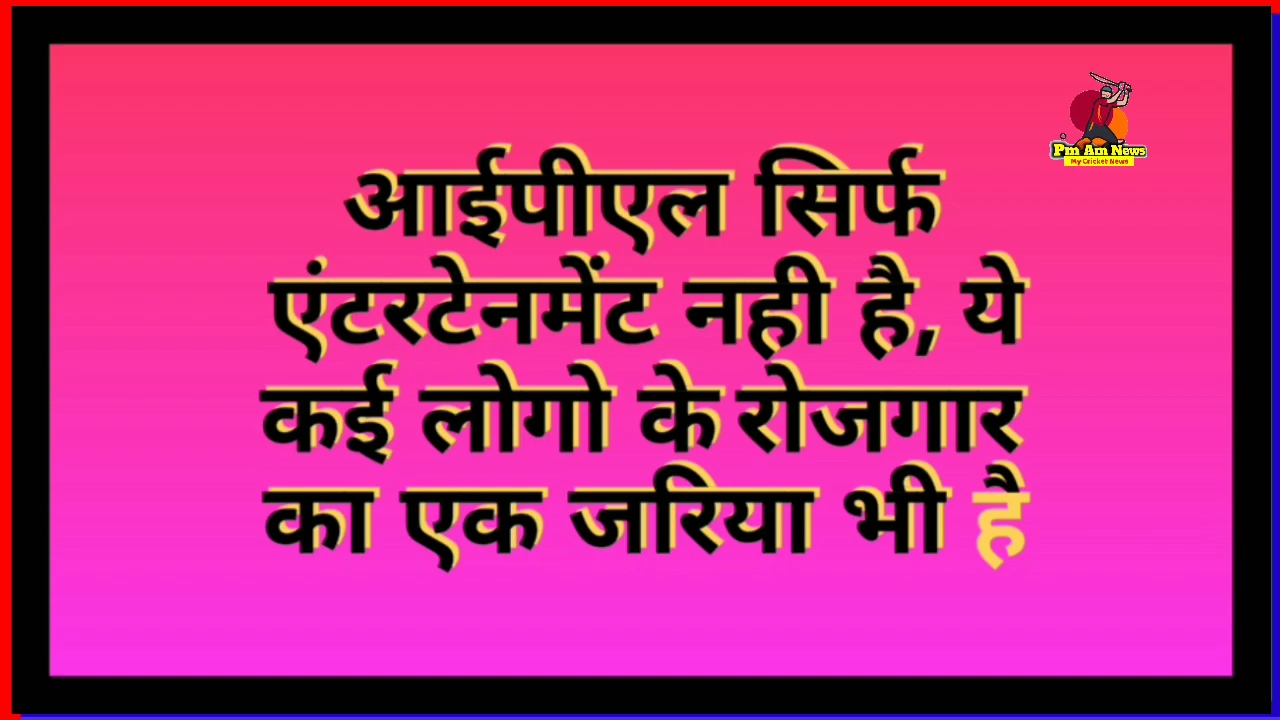 Pm Am News
My Cricket News
आईपीएल सिर्फ
एंटरटेनमेंट नही है, ये
कई लोगो के रोजगार
का एक जरिया भी है